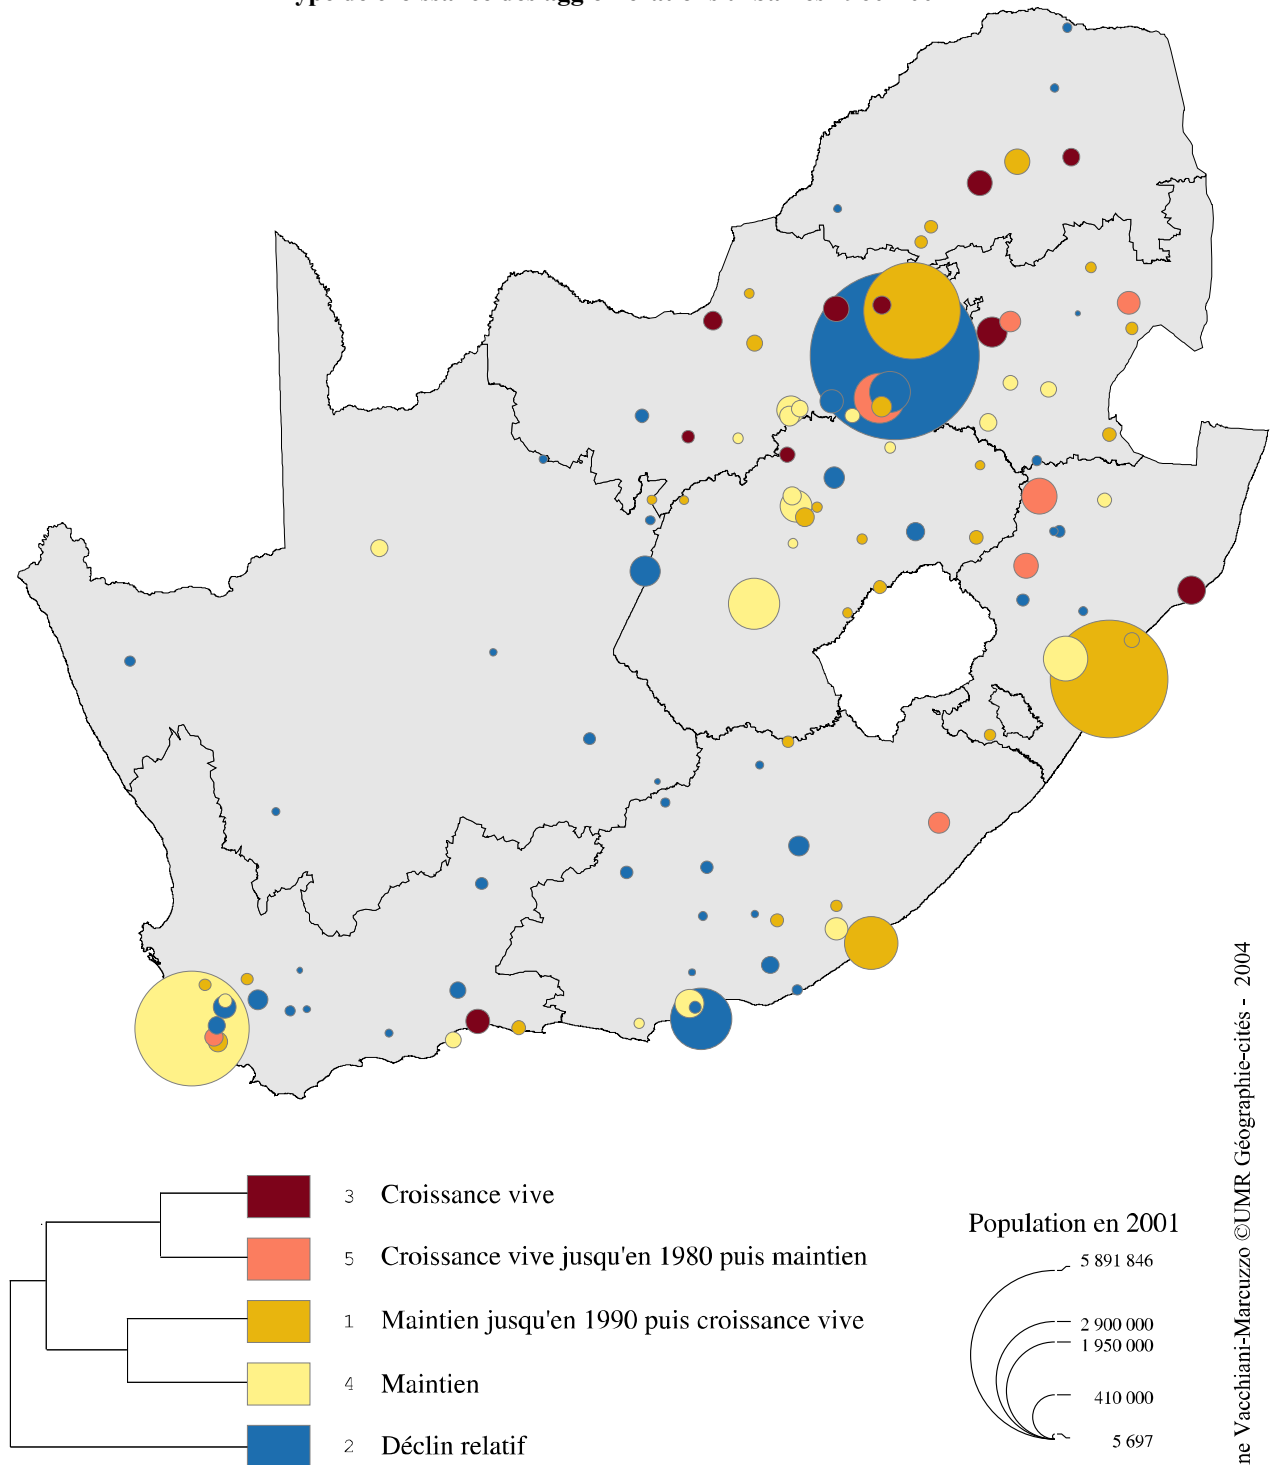 3 Croissance vive
5 Croissance vive jusqu'en 1980 puis maintien
1 Maintien jusqu'en 1990 puis croissance vive
4 Maintien
2 Déclin relatif
Population en 2001
5 891 846
2 900 000
1 950 000
410 000
5 697
ne Vacchiani-Marcuzzo ©UMR Géographie-cités - 2004